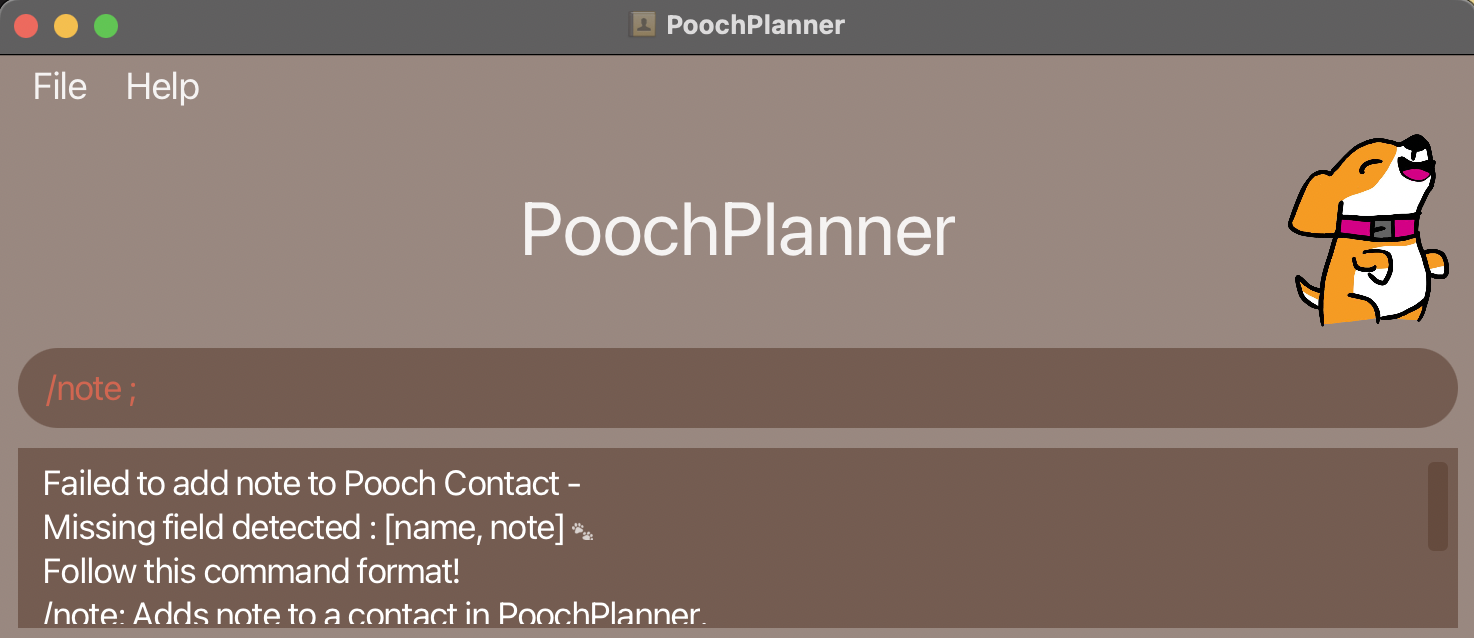 PoochPlanner
File Help
PoochPlanner
/note ;
Failed to add note to Pooch Contact -
Missing field detected : [name, note] 🐾
Follow this command format!
/note: Adds note to a contact in PoochPlanner.